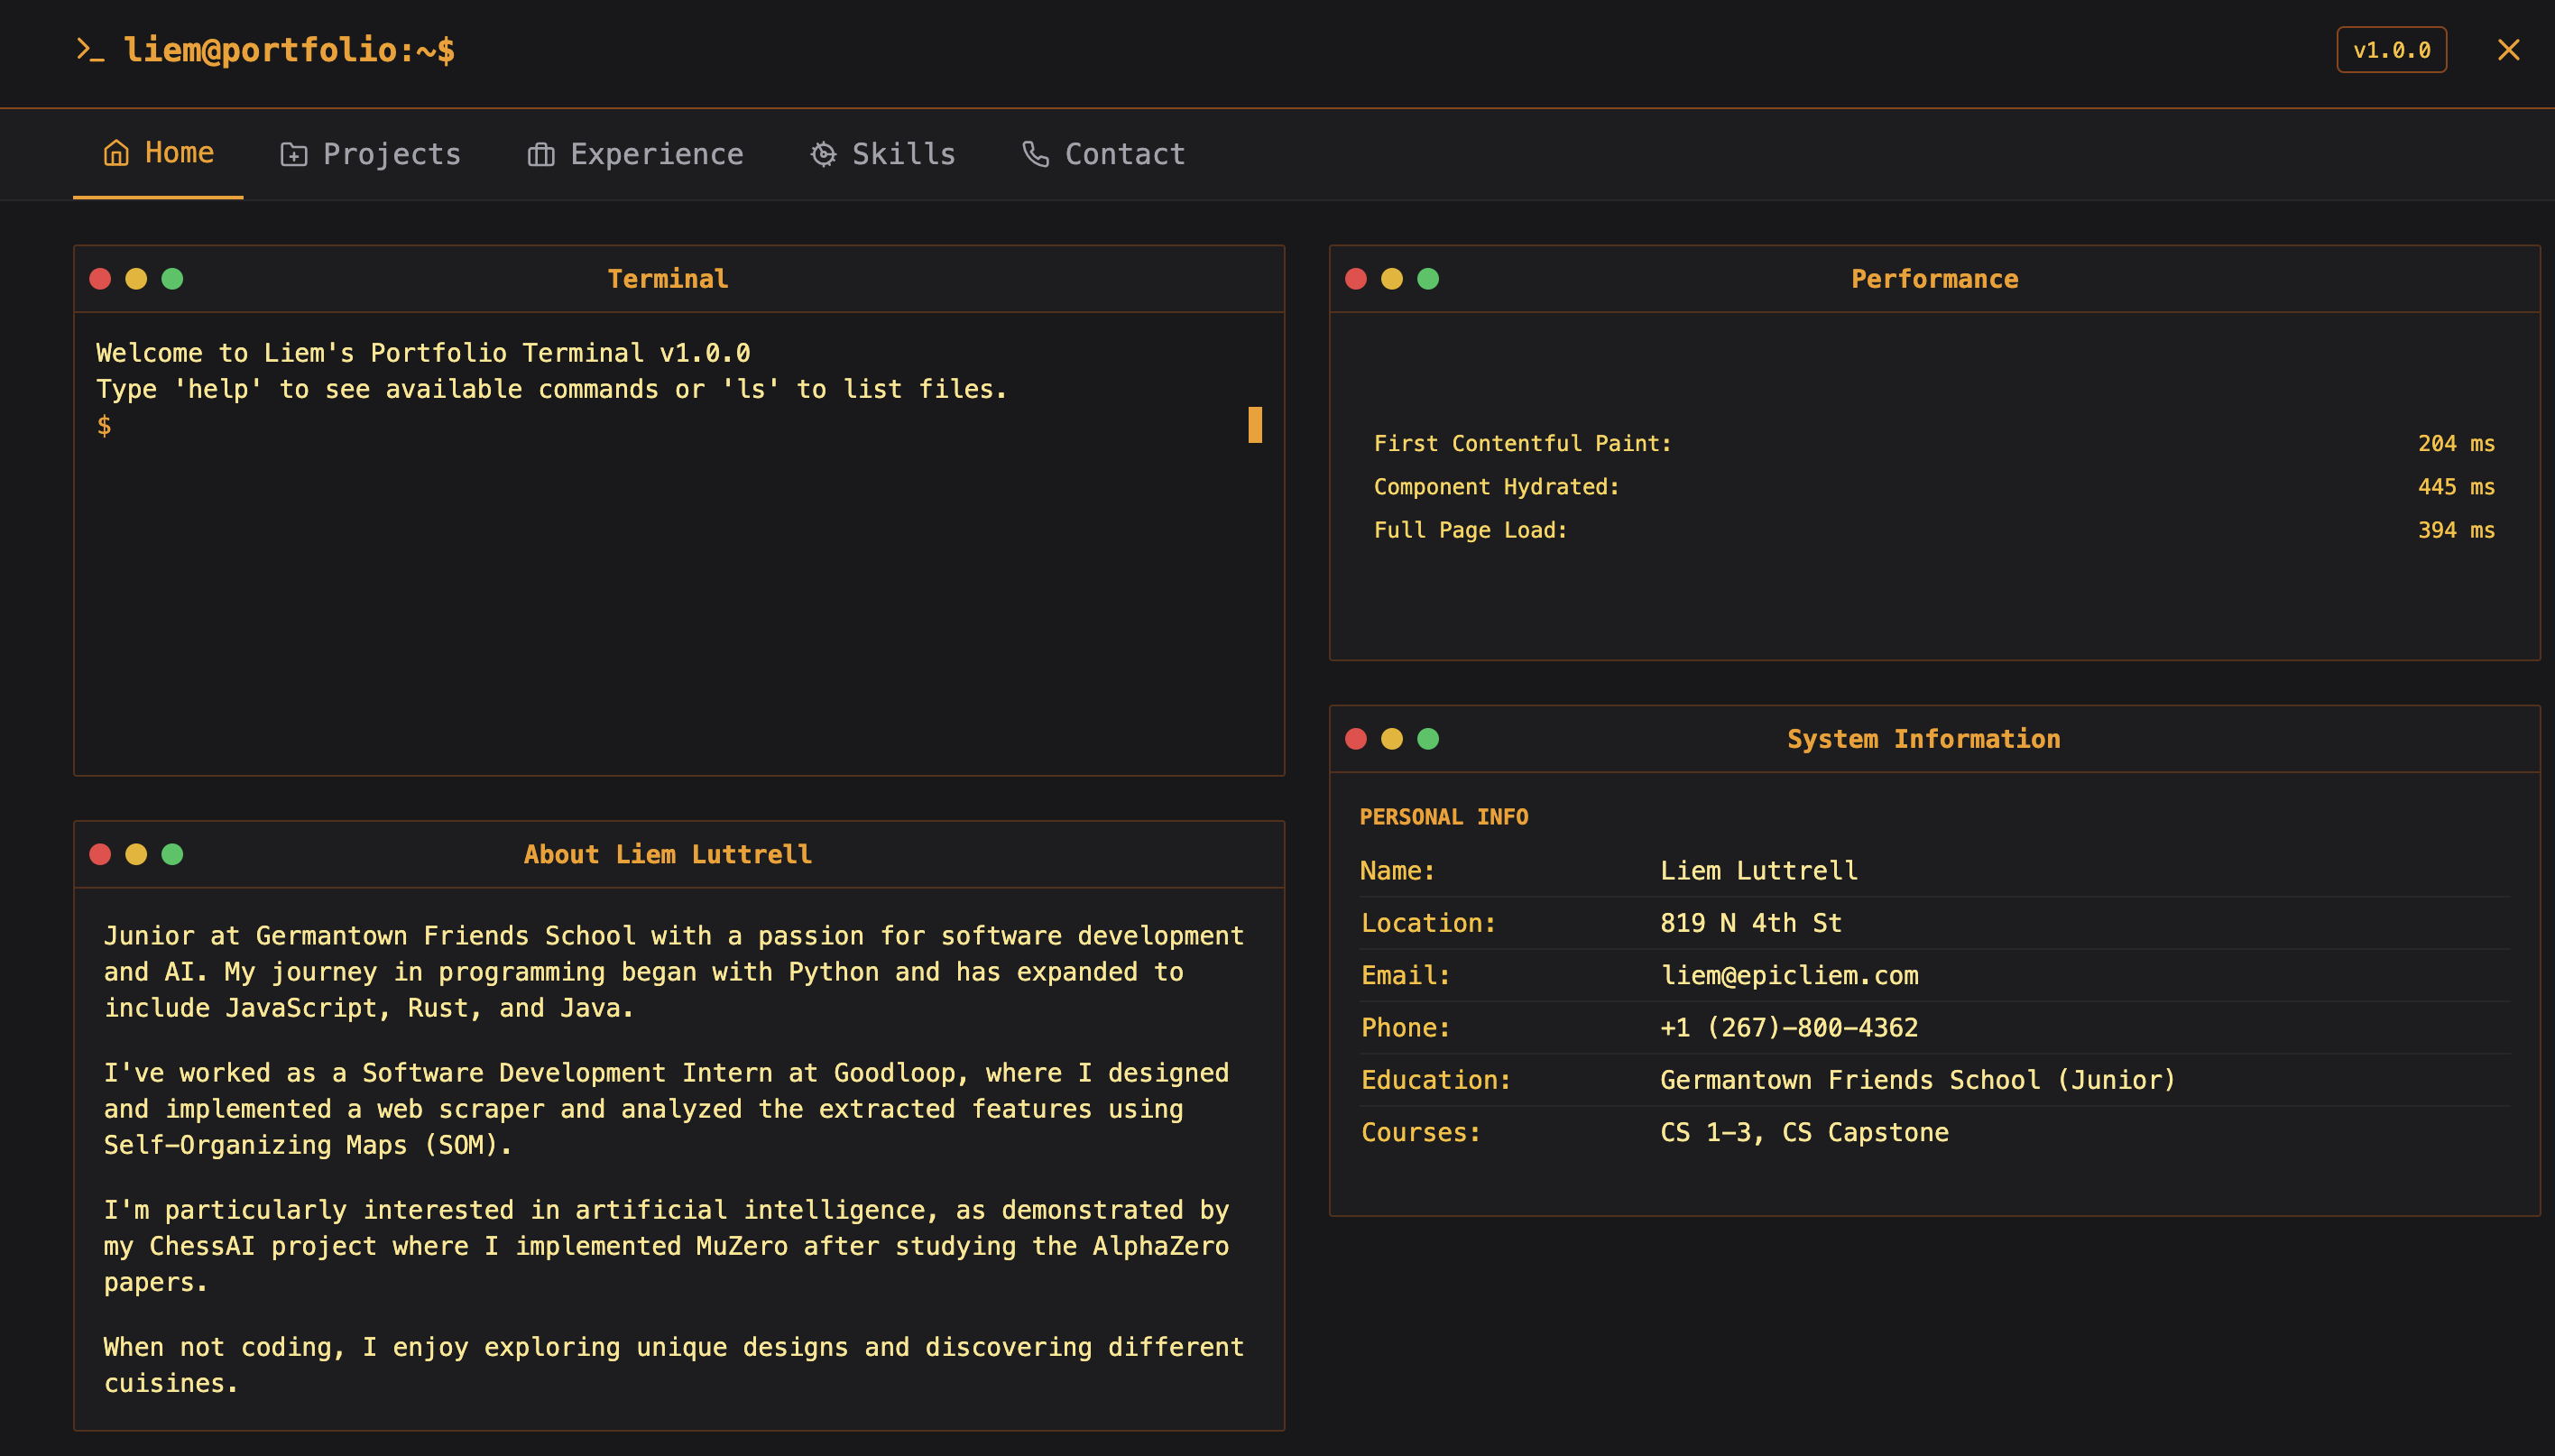 liem@portfolio:~$
v1.0.0
Home
Projects
Experience
Skills
Contact
Terminal
Welcome to Liem's Portfolio Terminal v1.0.0
Type 'help' to see available commands or 'ls' to list files.
$
About Liem Luttrell
Junior at Germantown Friends School with a passion for software development
and AI. My journey in programming began with Python and has expanded to
include JavaScript, Rust, and Java.
I've worked as a Software Development Intern at Goodloop, where I designed
and implemented a web scraper and analyzed the extracted features using
Self-Organizing Maps (SOM).
I'm particularly interested in artificial intelligence, as demonstrated by
my ChessAI project where I implemented MuZero after studying the AlphaZero
papers.
When not coding, I enjoy exploring unique designs and discovering different
cuisines.
Performance
First Contentful Paint: 204 ms
Component Hydrated: 445 ms
Full Page Load: 394 ms
System Information
PERSONAL INFO
Name: Liem Luttrell
Location: 819 N 4th St
Email: liem@epicliem.com
Phone: +1 (267)-800-4362
Education: Germantown Friends School (Junior)
Courses: CS 1-3, CS Capstone